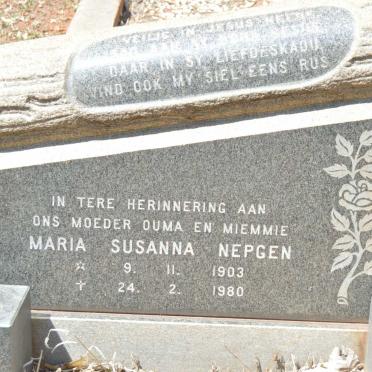 DAAR IN SY LIEFDESKADU
VIND OOK MY SIEL EENS RUS
IN TERE HERINNERING AAN
ONS MOEDER OUMA EN MIEMMIE
MARIA SUSANNA NEPGEN
☆ 9. 11. 1903
✝ 24. 2. 1980